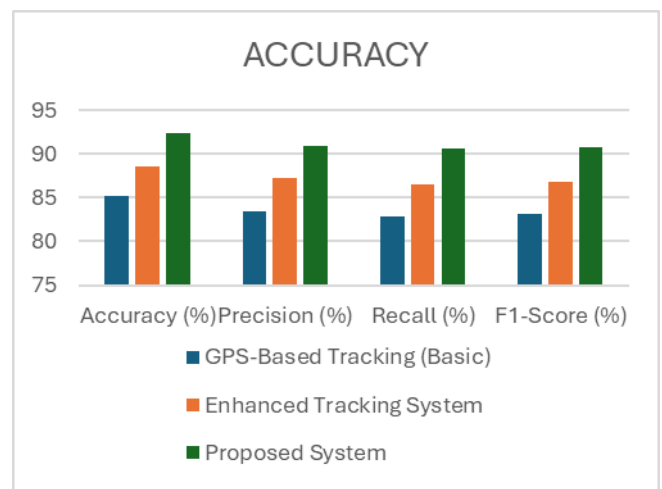 ACCURACY
95
90
85
80
75
Accuracy (%) Precision (%) Recall (%) F1-Score (%)
GPS-Based Tracking (Basic)
Enhanced Tracking System
Proposed System